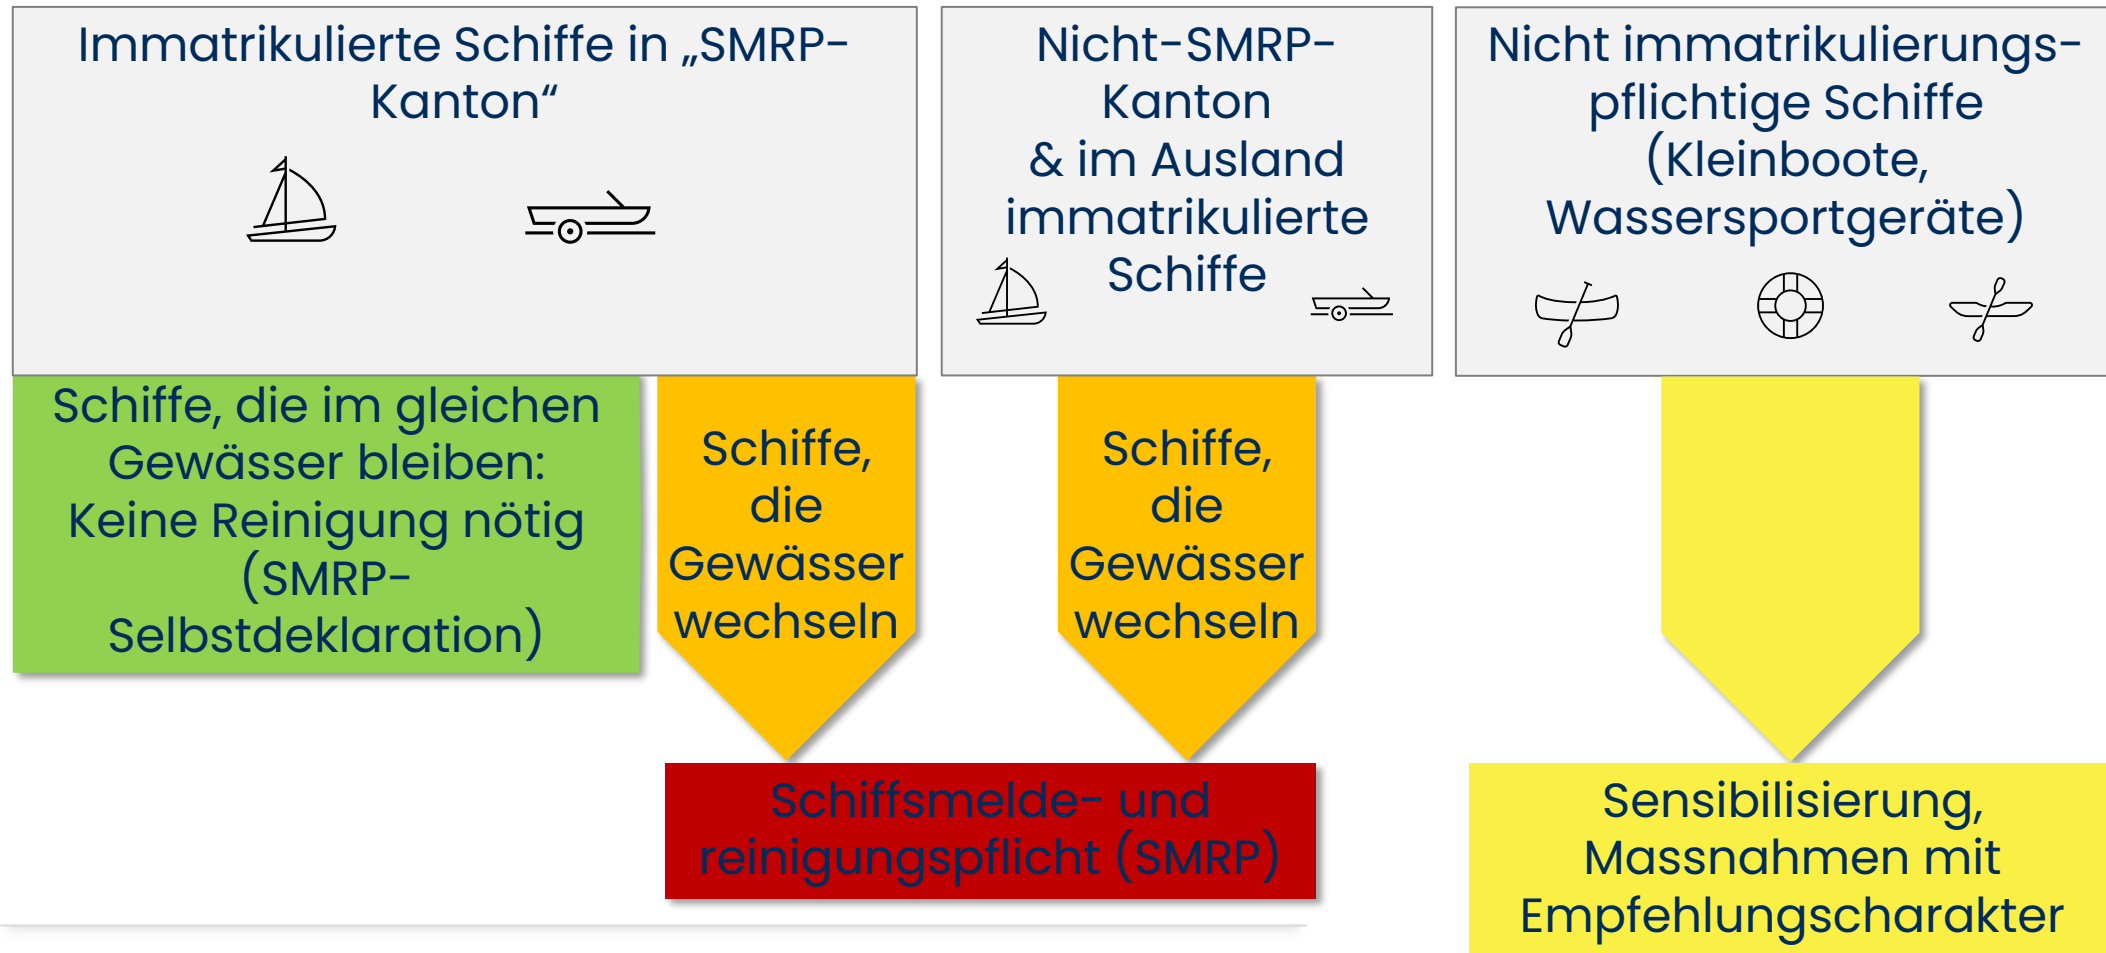 Immatrikulierte Schiffe in „SMRP-
Kanton“
Nicht-SMRP-
Kanton
& im Ausland
immatrikulierte
Schiffe
Nicht immatrikulierungs-
pflichtige Schiffe
(Kleinboote,
Wassersportgeräte)
Schiffe, die im gleichen
Gewässer bleiben:
Keine Reinigung nötig
(SMRP-
Selbstdeklaration)
Schiffe,
die
Gewässer
wechseln
Schiffe,
die
Gewässer
wechseln
Schiffsmelde- und
reinigungspflicht (SMRP)
Sensibilisierung,
Massnahmen mit
Empfehlungscharakter